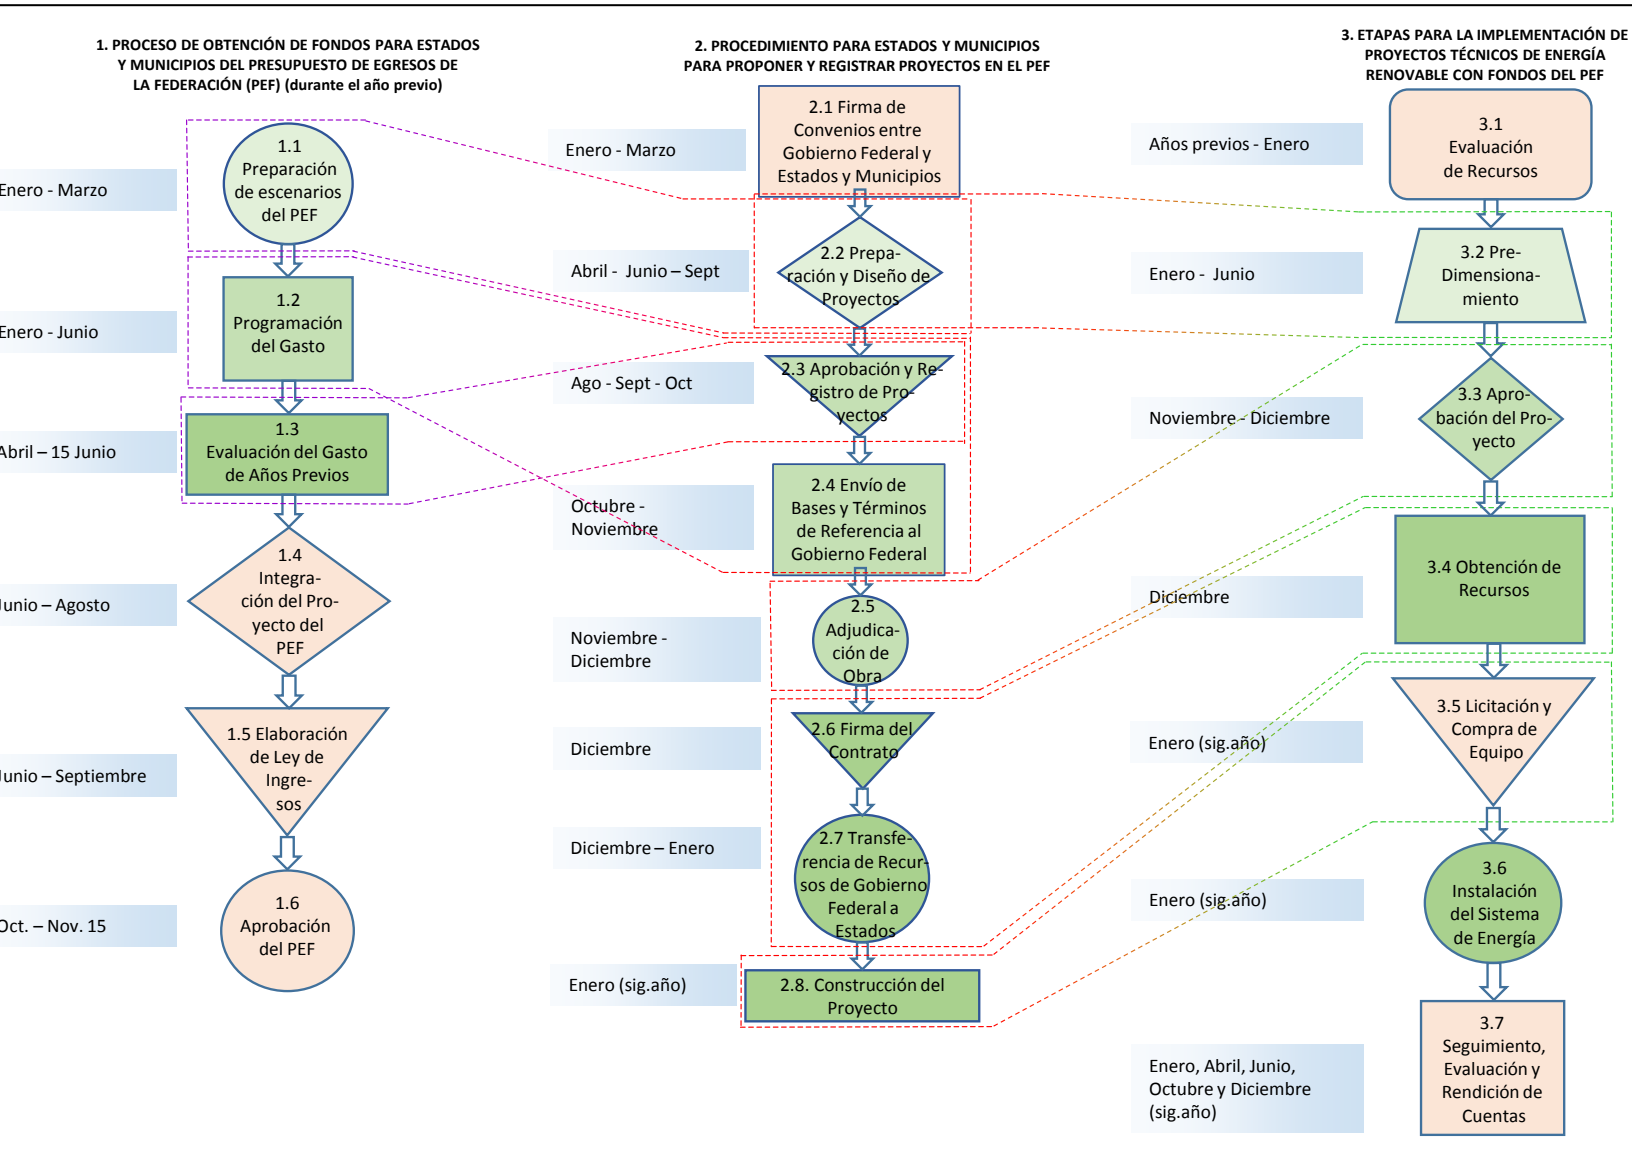 1. PROCESO DE OBTENCIÓN DE FONDOS PARA ESTADOS
Y MUNICIPIOS DEL PRESUPUESTO DE EGRESOS DE
LA FEDERACIÓN (PEF) (durante el año previo)
Enero - Marzo
1.1
Preparación
de escenarios
del PEF
Enero - Junio
1.2
Programación
del Gasto
Abril – 15 Junio
1.3
Evaluación del Gasto
de Años Previos
Junio – Agosto
1.4
Integra-
ción del Pro-
yecto del
PEF
Junio – Septiembre
1.5 Elaboración
de Ley de
Ingre-
sos
Oct. – Nov. 15
1.6
Aprobación
del PEF
2. PROCEDIMIENTO PARA ESTADOS Y MUNICIPIOS
PARA PROPONER Y REGISTRAR PROYECTOS EN EL PEF
Enero - Marzo
2.1 Firma de
Convenios entre
Gobierno Federal y
Estados y Municipios
Abril - Junio – Sept
2.2 Prepa-
ración y Diseño de
Proyectos
Ago - Sept - Oct
2.3 Aprobación y Re-
gistro de Pro-
yectos
Octubre -
Noviembre
2.4 Envío de
Bases y Términos
de Referencia al
Gobierno Federal
Noviembre -
Diciembre
2.5
Adjudica-
ción de
Obra
Diciembre
2.6 Firma del
Contrato
Diciembre – Enero
2.7 Transfe-
rencia de Recur-
sos de Gobierno
Federal a
Estados
Enero (sig.año)
2.8. Construcción del
Proyecto
3. ETAPAS PARA LA IMPLEMENTACIÓN DE
PROYECTOS TÉCNICOS DE ENERGÍA
RENOVABLE CON FONDOS DEL PEF
Años previos - Enero
3.1
Evaluación
de Recursos
Enero - Junio
3.2 Pre-
Dimensiona-
miento
Noviembre - Diciembre
3.3 Apro-
bación del Pro-
yecto
Diciembre
3.4 Obtención de
Recursos
Enero (sig.año)
3.5 Licitación y
Compra de
Equipo
Enero (sig.año)
3.6
Instalación
del Sistema
de Energía
Enero, Abril, Junio,
Octubre y Diciembre
(sig.año)
3.7
Seguimiento,
Evaluación y
Rendición de
Cuentas